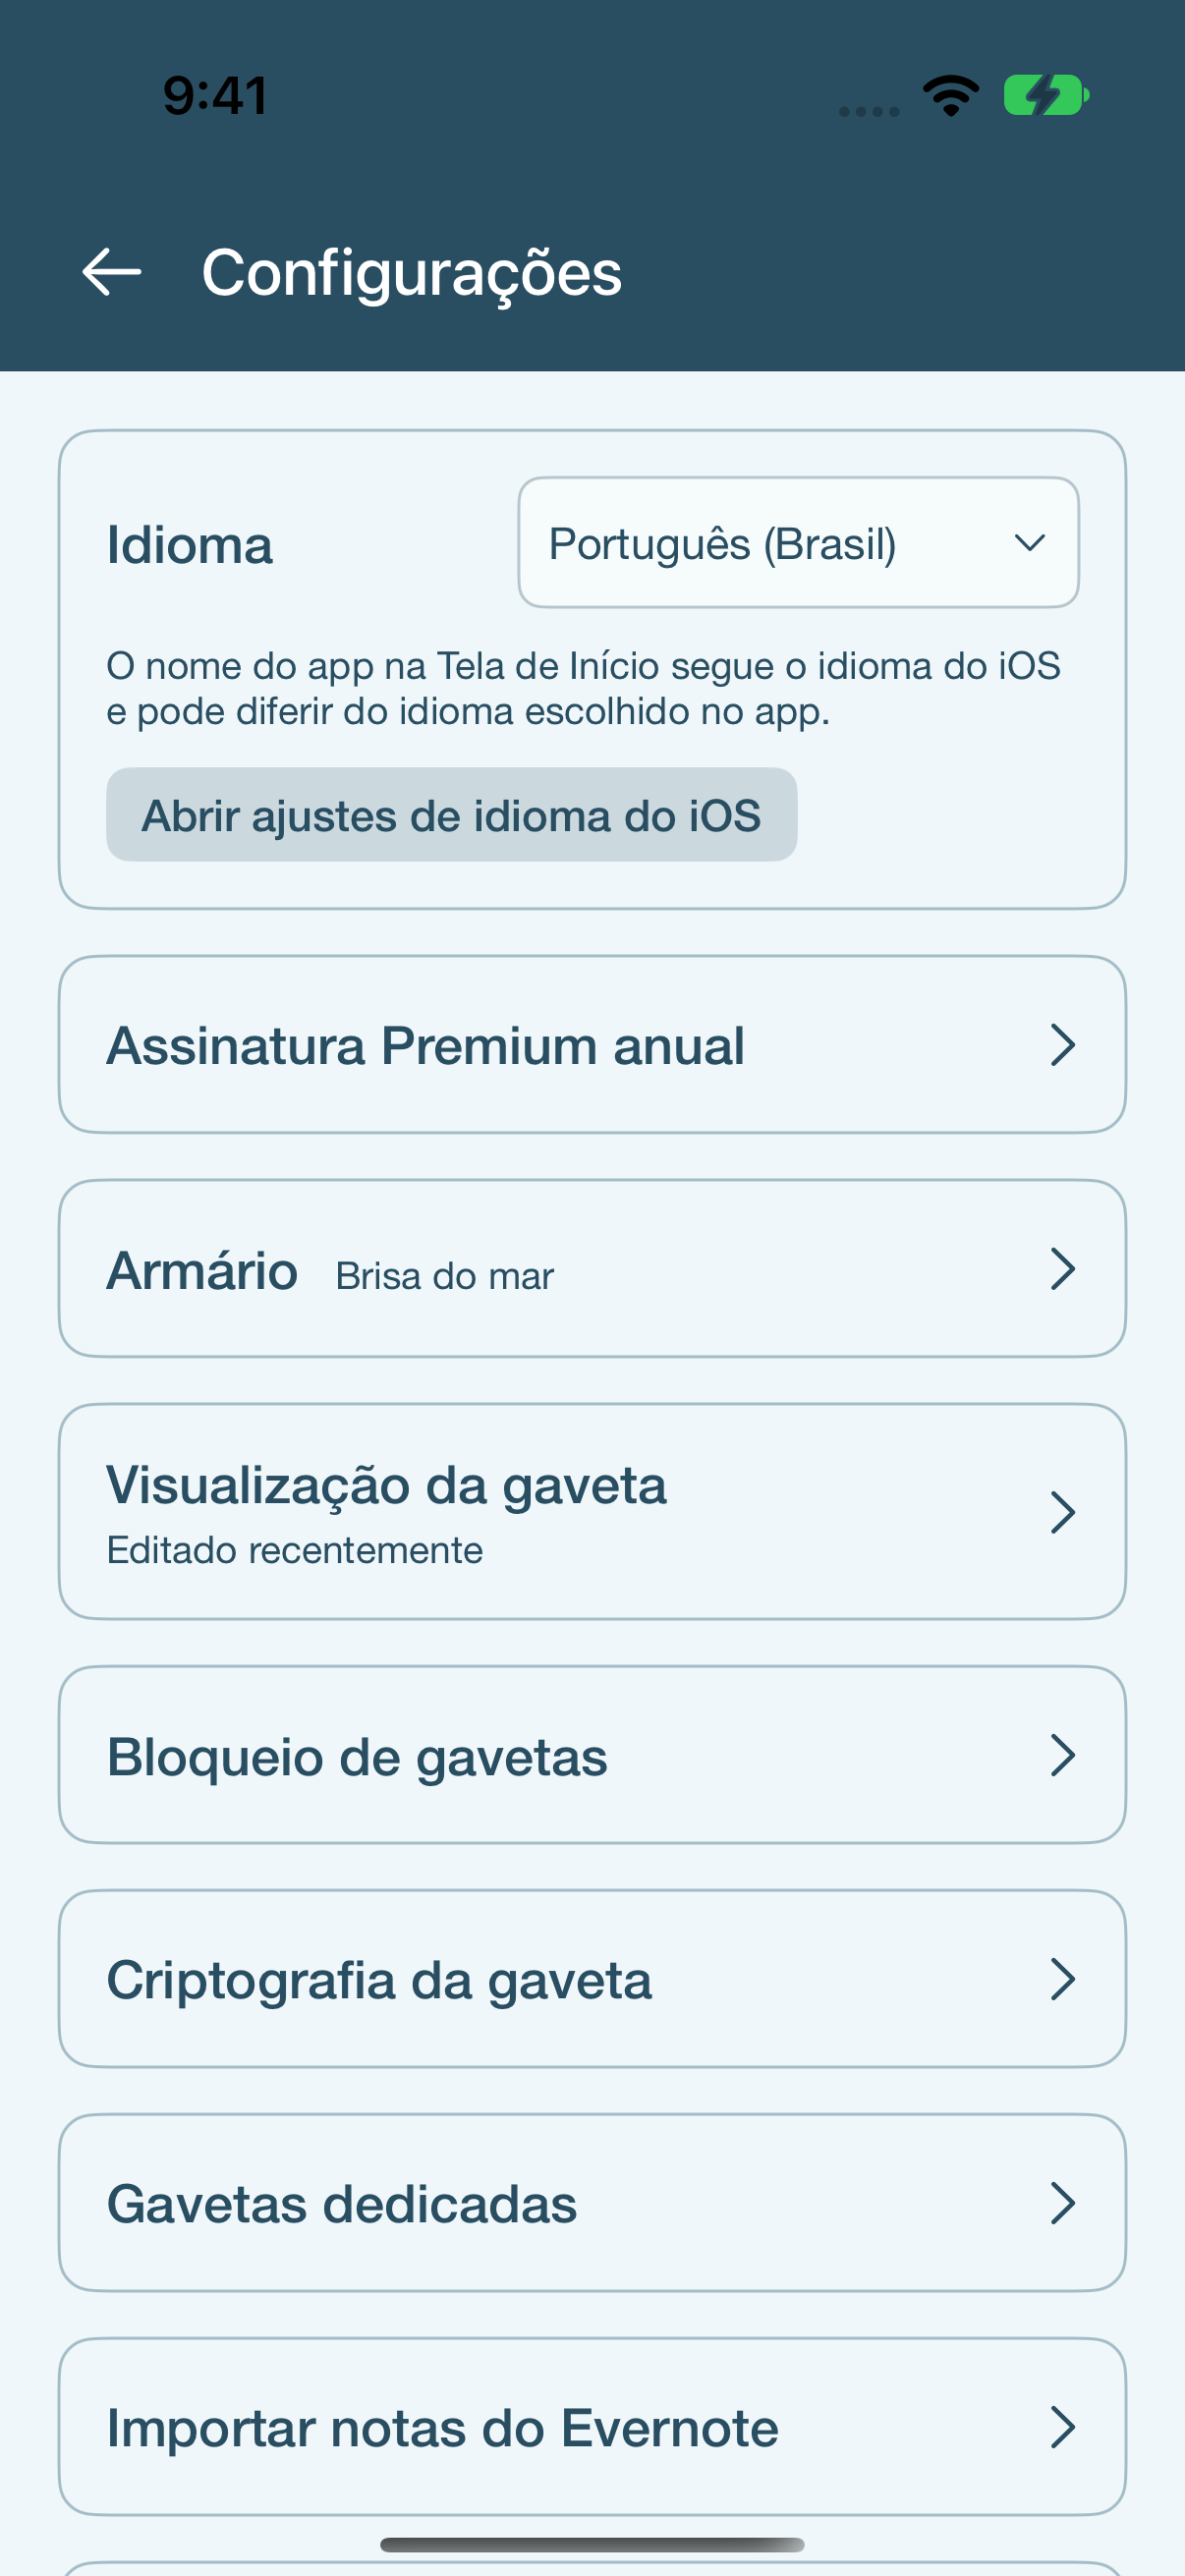 9:41
Configurações
Idioma
Português (Brasil)
O nome do app na Tela de Início segue o idioma do iOS
e pode diferir do idioma escolhido no app.
Abrir ajustes de idioma do iOS
Assinatura Premium anual
Armário Brisa do mar
Visualização da gaveta
Editado recentemente
Bloqueio de gavetas
Criptografia da gaveta
Gavetas dedicadas
Importar notas do Evernote